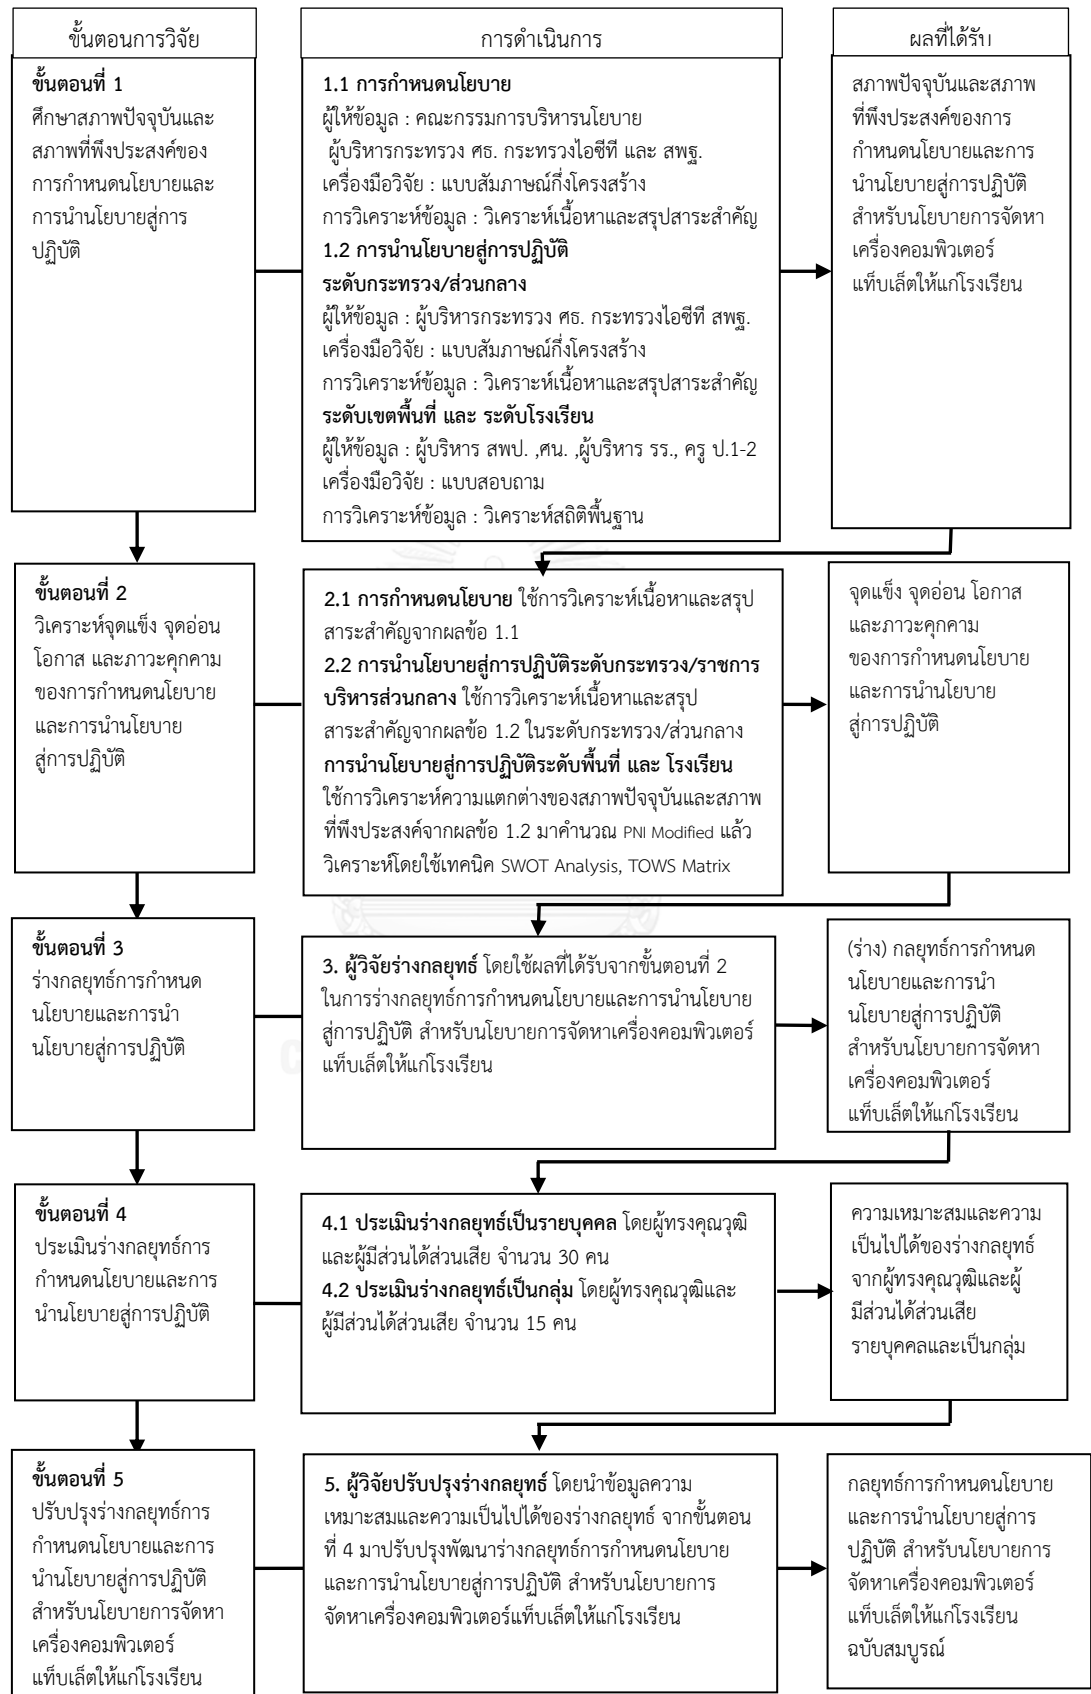 ขั้นตอนการวิจัย
การดำเนินการ
ผลที่ได้รับ
ขั้นตอนที่ 1
ศึกษาสภาพปัจจุบันและ
สภาพที่พึงประสงค์ของ
การกำหนดนโยบายและ
การนำนโยบายสู่การ
ปฏิบัติ
1.1 การกำหนดนโยบาย
ผู้ให้ข้อมูล : คณะกรรมการบริหารนโยบาย
ผู้บริหารกระทรวง ศธ. กระทรวงไอซีที และ สพฐ.
เครื่องมือวิจัย : แบบสัมภาษณ์กึ่งโครงสร้าง
การวิเคราะห์ข้อมูล : วิเคราะห์เนื้อหาและสรุปสาระสำคัญ
1.2 การนำนโยบายสู่การปฏิบัติ
ระดับกระทรวง/ส่วนกลาง
ผู้ให้ข้อมูล : ผู้บริหารกระทรวง ศธ. กระทรวงไอซีที สพฐ.
เครื่องมือวิจัย : แบบสัมภาษณ์กึ่งโครงสร้าง
การวิเคราะห์ข้อมูล : วิเคราะห์เนื้อหาและสรุปสาระสำคัญ
ระดับเขตพื้นที่ และ ระดับโรงเรียน
ผู้ให้ข้อมูล : ผู้บริหาร สพป. ,ศน. ,ผู้บริหาร รร., ครู ป.1-2
เครื่องมือวิจัย : แบบสอบถาม
การวิเคราะห์ข้อมูล : วิเคราะห์สถิติพื้นฐาน
สภาพปัจจุบันและสภาพ
ที่พึงประสงค์ของการ
กำหนดนโยบายและการ
นำนโยบายสู่การปฏิบัติ
สำหรับนโยบายการจัดหา
เครื่องคอมพิวเตอร์
แท็บเล็ตให้แก่โรงเรียน
ขั้นตอนที่ 2
วิเคราะห์จุดแข็ง จุดอ่อน
โอกาส และภาวะคุกคาม
ของการกำหนดนโยบาย
และการนำนโยบาย
สู่การปฏิบัติ
2.1 การกำหนดนโยบาย ใช้การวิเคราะห์เนื้อหาและสรุป
สาระสำคัญจากผลข้อ 1.1
2.2 การนำนโยบายสู่การปฏิบัติระดับกระทรวง/ราชการ
บริหารส่วนกลาง ใช้การวิเคราะห์เนื้อหาและสรุป
สาระสำคัญจากผลข้อ 1.2 ในระดับกระทรวง/ส่วนกลาง
การนำนโยบายสู่การปฏิบัติระดับพื้นที่ และ โรงเรียน
ใช้การวิเคราะห์ความแตกต่างของสภาพปัจจุบันและสภาพ
ที่พึงประสงค์จากผลข้อ 1.2 มาคำนวณ PNI Modified แล้ว
วิเคราะห์โดยใช้เทคนิค SWOT Analysis, TOWS Matrix
จุดแข็ง จุดอ่อน โอกาส
และภาวะคุกคาม
ของการกำหนดนโยบาย
และการนำนโยบาย
สู่การปฏิบัติ
ขั้นตอนที่ 3
ร่างกลยุทธ์การกำหนด
นโยบายและการนำ
นโยบายสู่การปฏิบัติ
3. ผู้วิจัยร่างกลยุทธ์ โดยใช้ผลที่ได้รับจากขั้นตอนที่ 2
ในการร่างกลยุทธ์การกำหนดนโยบายและการนำนโยบาย
สู่การปฏิบัติ สำหรับนโยบายการจัดหาเครื่องคอมพิวเตอร์
แท็บเล็ตให้แก่โรงเรียน
(ร่าง) กลยุทธ์การกำหนด
นโยบายและการนำ
นโยบายสู่การปฏิบัติ
สำหรับนโยบายการจัดหา
เครื่องคอมพิวเตอร์
แท็บเล็ตให้แก่โรงเรียน
ขั้นตอนที่ 4
ประเมินร่างกลยุทธ์การ
กำหนดนโยบายและการ
นำนโยบายสู่การปฏิบัติ
4.1 ประเมินร่างกลยุทธ์เป็นรายบุคคล โดยผู้ทรงคุณวุฒิ
และผู้มีส่วนได้ส่วนเสีย จำนวน 30 คน
4.2 ประเมินร่างกลยุทธ์เป็นกลุ่ม โดยผู้ทรงคุณวุฒิและ
ผู้มีส่วนได้ส่วนเสีย จำนวน 15 คน
ความเหมาะสมและความ
เป็นไปได้ของร่างกลยุทธ์
จากผู้ทรงคุณวุฒิและผู้
มีส่วนได้ส่วนเสีย
รายบุคคลและเป็นกลุ่ม
ขั้นตอนที่ 5
ปรับปรุงร่างกลยุทธ์การ
กำหนดนโยบายและการ
นำนโยบายสู่การปฏิบัติ
สำหรับนโยบายการจัดหา
เครื่องคอมพิวเตอร์
แท็บเล็ตให้แก่โรงเรียน
5. ผู้วิจัยปรับปรุงร่างกลยุทธ์ โดยนำข้อมูลความ
เหมาะสมและความเป็นไปได้ของร่างกลยุทธ์ จากขั้นตอน
ที่ 4 มาปรับปรุงพัฒนาร่างกลยุทธ์การกำหนดนโยบาย
และการนำนโยบายสู่การปฏิบัติ สำหรับนโยบายการ
จัดหาเครื่องคอมพิวเตอร์แท็บเล็ตให้แก่โรงเรียน
กลยุทธ์การกำหนดนโยบาย
และการนำนโยบายสู่การ
ปฏิบัติ สำหรับนโยบายการ
จัดหาเครื่องคอมพิวเตอร์
แท็บเล็ตให้แก่โรงเรียน
ฉบับสมบูรณ์